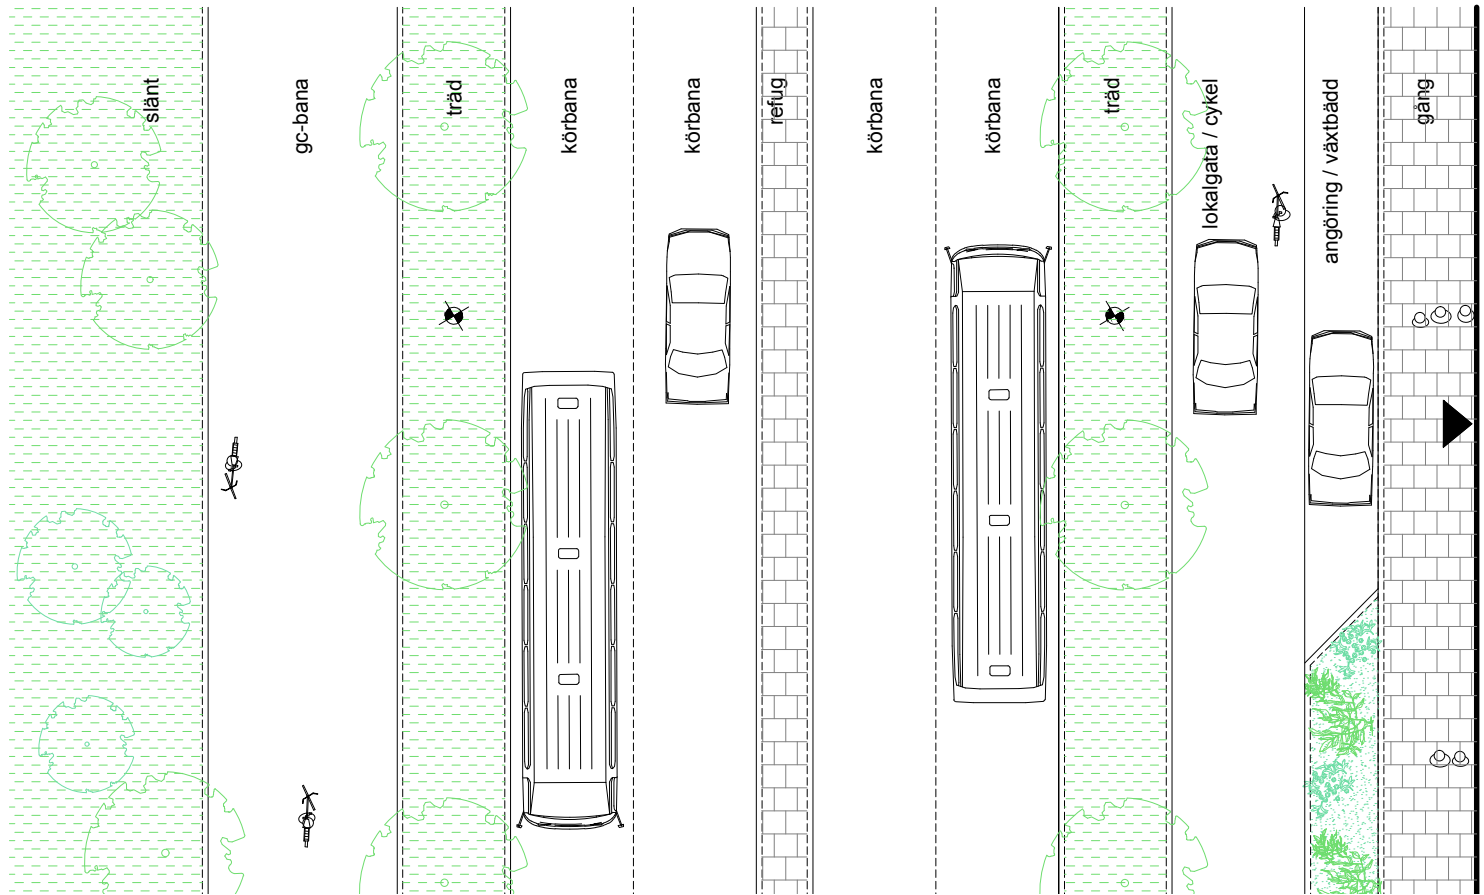 slänt
gc-bana
träd
körbana
körbana
refug
körbana
körbana
träd
lokalgata / cykel
angöring / växtbädd
gång